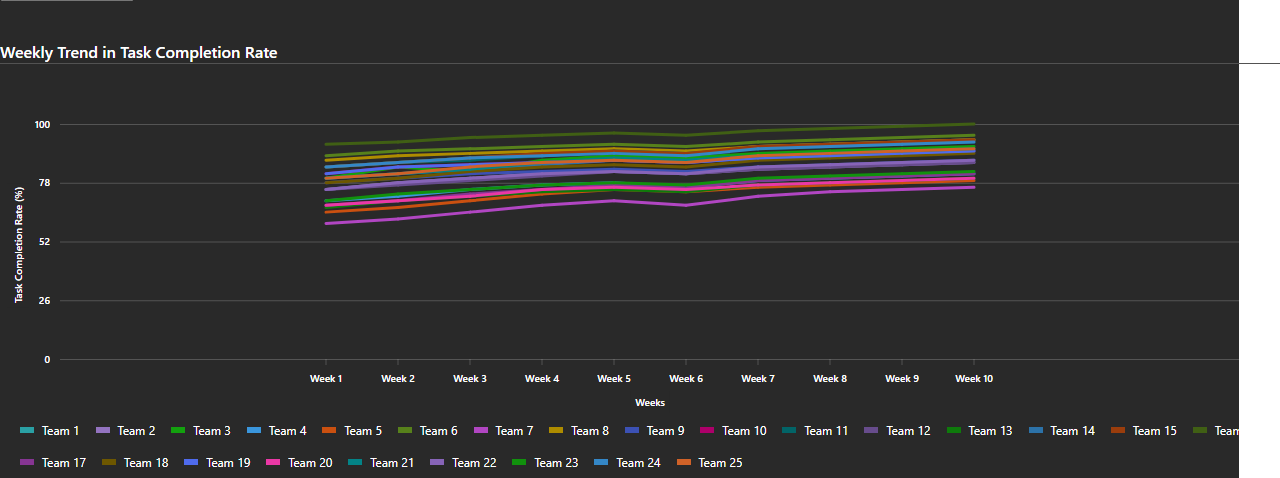 Weekly Trend in Task Completion Rate
100
78
52
26
0
Task Completion Rate (%)
Week 1 Week 2 Week 3 Week 4 Week 5 Week 6 Week 7 Week 8 Week 9 Week 10
Weeks
Team 1 Team 2 Team 3 Team 4 Team 5 Team 6 Team 7 Team 8 Team 9 Team 10 Team 11 Team 12 Team 13 Team 14 Team 15 Team
Team 17 Team 18 Team 19 Team 20 Team 21 Team 22 Team 23 Team 24 Team 25